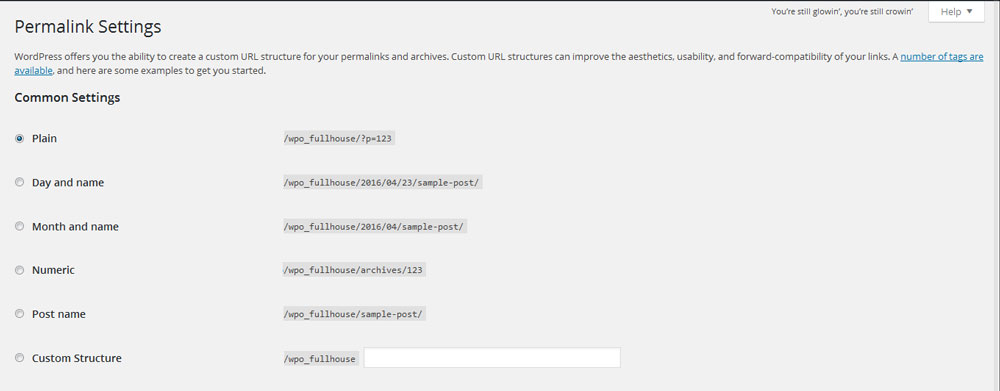 You're still glowin', you're still crowin'
Help
Permalink Settings
WordPress offers you the ability to create a custom URL structure for your permalinks and archives. Custom URL structures can improve the aesthetics, usability, and forward-compatibility of your links. A number of tags are
available, and here are some examples to get you started.
Common Settings
Plain /wpo_fullhouse/?p=123
Day and name /wpo_fullhouse/2016/04/23/sample-post/
Month and name /wpo_fullhouse/2016/04/sample-post/
Numeric /wpo_fullhouse/archives/123
Post name /wpo_fullhouse/sample-post/
Custom Structure /wpo_fullhouse